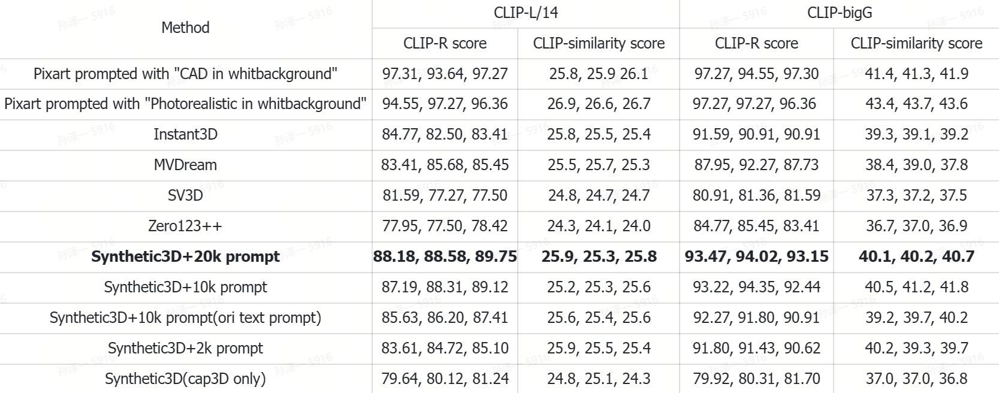 Method CLIP-L/14 CLIP-bigG
CLIP-R score CLIP-similarity score CLIP-R score CLIP-similarity score
Pixart prompted with "CAD in whitbackground" 97.31, 93.64, 97.27 25.8, 25.9 26.1 97.27, 94.55, 97.30 41.4, 41.3, 41.9
Pixart prompted with "Photorealistic in whitbackground" 94.55, 97.27, 96.36 26.9, 26.6, 26.7 97.27, 97.27, 96.36 43.4, 43.7, 43.6
Instant3D 84.77, 82.50, 83.41 25.8, 25.5, 25.4 91.59, 90.91, 90.91 39.3, 39.1, 39.2
MVDream 83.41, 85.68, 85.45 25.5, 25.7, 25.3 87.95, 92.27, 87.73 38.4, 39.0, 37.8
SV3D 81.59, 77.27, 77.50 24.8, 24.7, 24.7 80.91, 81.36, 81.59 37.3, 37.2, 37.5
Zero123++ 77.95, 77.50, 78.42 24.3, 24.1, 24.0 84.77, 85.45, 83.41 36.7, 37.0, 36.9
Synthetic3D+20k prompt 88.18, 88.58, 89.75 25.9, 25.3, 25.8 93.47, 94.02, 93.15 40.1, 40.2, 40.7
Synthetic3D+10k prompt 87.19, 88.31, 89.12 25.2, 25.3, 25.6 93.22, 94.35, 92.44 40.5, 41.2, 41.8
Synthetic3D+10k prompt(ori text prompt) 85.63, 86.20, 87.41 25.6, 25.4, 25.6 92.27, 91.80, 90.91 39.2, 39.7, 40.2
Synthetic3D+2k prompt 83.61, 84.72, 85.10 25.9, 25.5, 25.4 91.80, 91.43, 90.62 40.2, 39.3, 39.7
Synthetic3D(cap3D only) 79.64, 80.12, 81.24 24.8, 25.1, 24.3 79.92, 80.31, 81.70 37.0, 37.0, 36.8